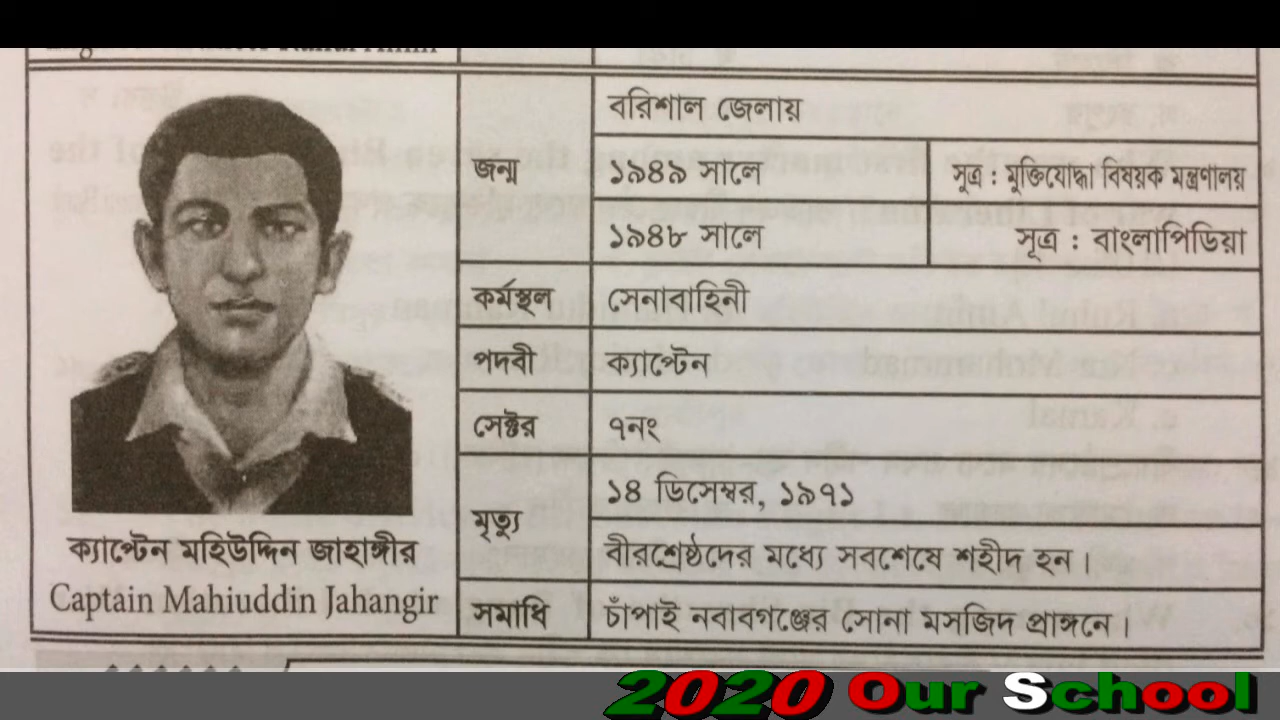 বরিশাল জেলায়
জন্ম
১৯৪৯ সালে
সুত্র : মুক্তিযোদ্ধা বিষয়ক মন্ত্রণালয়
১৯৪৮ সালে
সূত্র : বাংলাপিডিয়া
কর্মস্থল
সেনাবাহিনী
পদবী
ক্যাপ্টেন
সেক্টর
৭নং
১৪ ডিসেম্বর, ১৯৭১
মৃত্যু
বীরশ্রেষ্ঠদের মধ্যে সবশেষে শহীদ হন।
সমাধি
চাঁপাই নবাবগঞ্জের সোনা মসজিদ প্রাঙ্গনে।
ক্যাপ্টেন মহিউদ্দিন জাহাঙ্গীর
Captain Mahiuddin Jahangir
2020 Our School